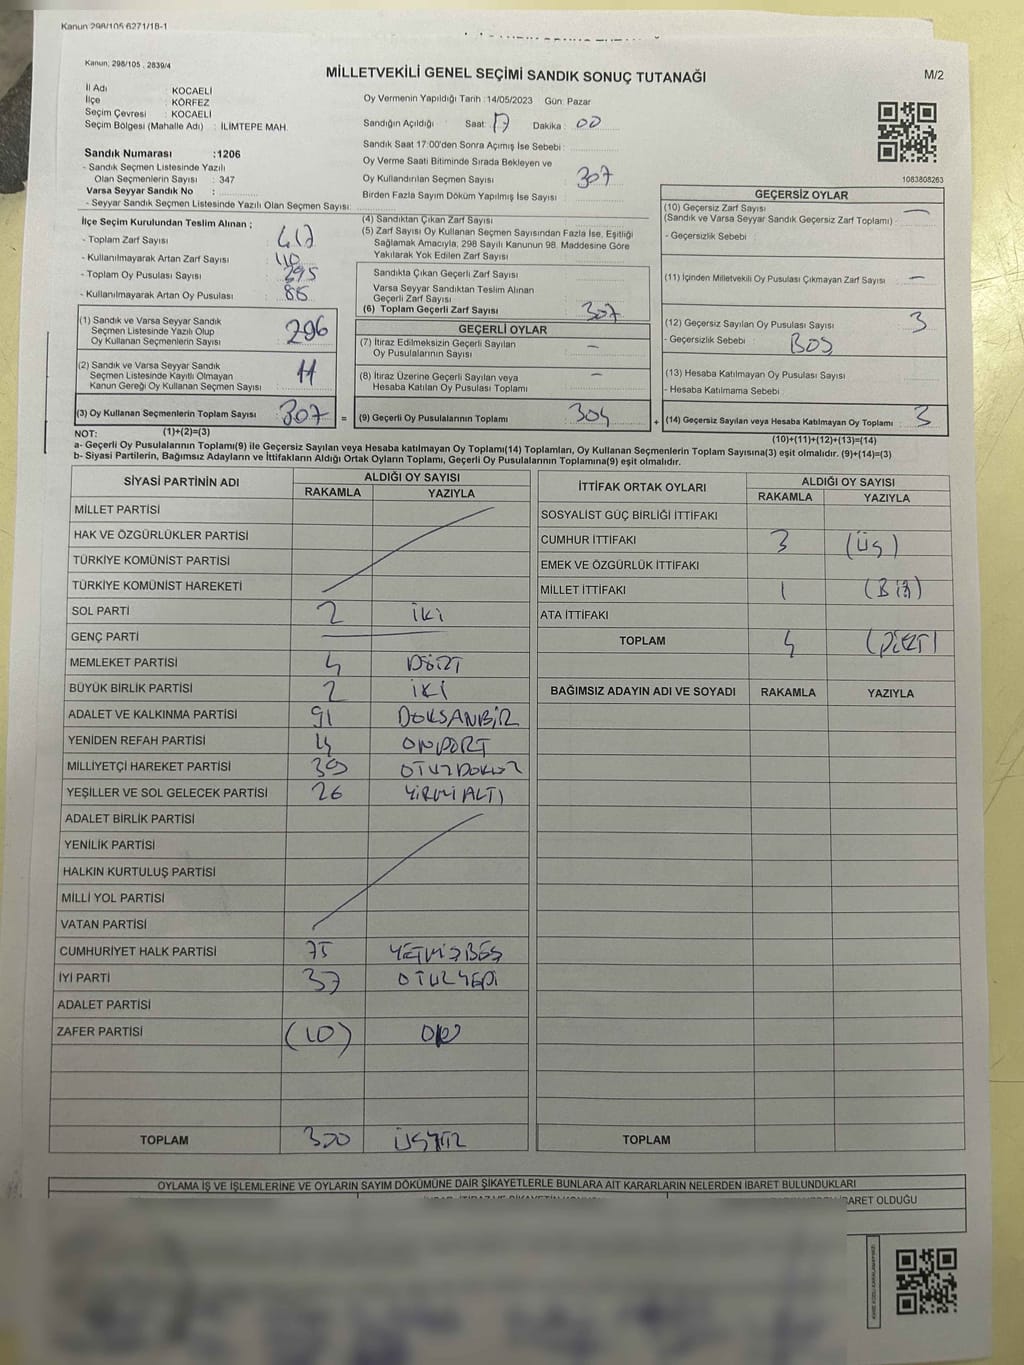 Kanun 298/105 6271/18-1
Kanun, 298/105 , 2839/4
MİLLETVEKİLİ GENEL SEÇİMİ SANDIK SONUÇ TUTANAĞI
M/2
İl Adı : KOCAELİ
İlçe : KÖRFEZ
Seçim Çevresi : KOCAELİ
Seçim Bölgesi (Mahalle Adı) : İLİMTEPE MAH.
Sandık Numarası :1206
- Sandık Seçmen Listesinde Yazılı
Olan Seçmenlerin Sayısı : 347
Varsa Seyyar Sandık No :
- Seyyar Sandık Seçmen Listesinde Yazılı Olan Seçmen Sayısı:
Oy Vermenin Yapıldığı Tarih :14/05/2023 Gün: Pazar
Sandığın Açıldığı Saat: 17 Dakika : 00
Sandık Saat 17:00'den Sonra Açımış İse Sebebi :
Oy Verme Saati Bitiminde Sırada Bekleyen ve
Oy Kullandırılan Seçmen Sayısı : 307
Birden Fazla Sayım Döküm Yapılmış İse Sayısı :
1083808263
İlçe Seçim Kurulundan Teslim Alınan ;
- Toplam Zarf Sayısı : 417
- Kullanılmayarak Artan Zarf Sayısı : 110
- Toplam Oy Pusulası Sayısı :
- Kullanılmayarak Artan Oy Pusulası :
(1) Sandık ve Varsa Seyyar Sandık
Seçmen Listesinde Yazılı Olup
Oy Kullanan Seçmenlerin Sayısı : 296
(2) Sandık ve Varsa Seyyar Sandık
Seçmen Listesinde Kayıtlı Olmayan
Kanun Gereği Oy Kullanan Seçmen Sayısı : 11
(3) Oy Kullanan Seçmenlerin Toplam Sayısı : 307 =
(4) Sandıktan Çıkan Zarf Sayısı
(5) Zarf Sayısı Oy Kullanan Seçmen Sayısından Fazla İse, Eşitliği
Sağlamak Amacıyla, 298 Sayılı Kanunun 98. Maddesine Göre
Yakılarak Yok Edilen Zarf Sayısı :
Sandıkta Çıkan Geçerli Zarf Sayısı
Varsa Seyyar Sandıktan Teslim Alınan
Geçerli Zarf Sayısı :
(6) Toplam Geçerli Zarf Sayısı : 307
GEÇERLİ OYLAR
(7) İtiraz Edilmeksizin Geçerli Sayılan
Oy Pusulalarının Sayısı : —
(8) İtiraz Üzerine Geçerli Sayılan veya
Hesaba Katılan Oy Pusulası Toplamı : —
(9) Geçerli Oy Pusulalarının Toplamı : 304 +
GEÇERSİZ OYLAR
(10) Geçersiz Zarf Sayısı : —
(Sandık ve Varsa Seyyar Sandık Geçersiz Zarf Toplamı)
- Geçersizlik Sebebi :
(11) İçinden Milletvekili Oy Pusulası Çıkmayan Zarf Sayısı : —
(12) Geçersiz Sayılan Oy Pusulası Sayısı : 3
- Geçersizlik Sebebi : BOŞ
(13) Hesaba Katılmayan Oy Pusulası Sayısı :
- Hesaba Katılmama Sebebi :
(14) Geçersiz Sayılan veya Hesaba Katılmayan Oy Toplamı : 3
NOT: (1)+(2)=(3)
(10)+(11)+(12)+(13)=(14)
a- Geçerli Oy Pusulalarının Toplamı(9) ile Geçersiz Sayılan veya Hesaba katılmayan Oy Toplamı(14) Toplamları, Oy Kullanan Seçmenlerin Toplam Sayısına(3) eşit olmalıdır. (9)+(14)=(3)
b- Siyasi Partilerin, Bağımsız Adayların ve İttifakların Aldığı Ortak Oyların Toplamı, Geçerli Oy Pusulalarının Toplamına(9) eşit olmalıdır.
SİYASİ PARTİNİN ADI ALDIĞI OY SAYISI
RAKAMLA YAZIYLA
MİLLET PARTİSİ
HAK VE ÖZGÜRLÜKLER PARTİSİ
TÜRKİYE KOMÜNİST PARTİSİ
TÜRKİYE KOMÜNİST HAREKETİ
SOL PARTİ 2 İKİ
GENÇ PARTİ
MEMLEKET PARTİSİ 4 DÖRT
BÜYÜK BİRLİK PARTİSİ 2 İKİ
ADALET VE KALKINMA PARTİSİ 91 DOKSANBİR
YENİDEN REFAH PARTİSİ 14 ONDÖRT
MİLLİYETÇİ HAREKET PARTİSİ 39 OTUZDOKUZ
YEŞİLLER VE SOL GELECEK PARTİSİ 26 YİRMİALTI
ADALET BİRLİK PARTİSİ
YENİLİK PARTİSİ
HALKIN KURTULUŞ PARTİSİ
MİLLİ YOL PARTİSİ
VATAN PARTİSİ
CUMHURİYET HALK PARTİSİ 75 YETMİŞBEŞ
İYİ PARTİ 37 OTUZYEDİ
ADALET PARTİSİ
ZAFER PARTİSİ (10) ON
TOPLAM 300 ÜÇYÜZ
İTTİFAK ORTAK OYLARI ALDIĞI OY SAYISI
RAKAMLA YAZIYLA
SOSYALİST GÜÇ BİRLİĞİ İTTİFAKI
CUMHUR İTTİFAKI 3 (ÜÇ)
EMEK VE ÖZGÜRLÜK İTTİFAKI
MİLLET İTTİFAKI 1 (BİR)
ATA İTTİFAKI
TOPLAM 4 (DÖRT)
BAĞIMSIZ ADAYIN ADI VE SOYADI RAKAMLA YAZIYLA
TOPLAM
OYLAMA İŞ VE İŞLEMLERİNE VE OYLARIN SAYIM DÖKÜMÜNE DAİR ŞİKAYETLERLE BUNLARA AİT KARARLARIN NELERDEN İBARET BULUNDUKLARI
İBARET OLDUĞU